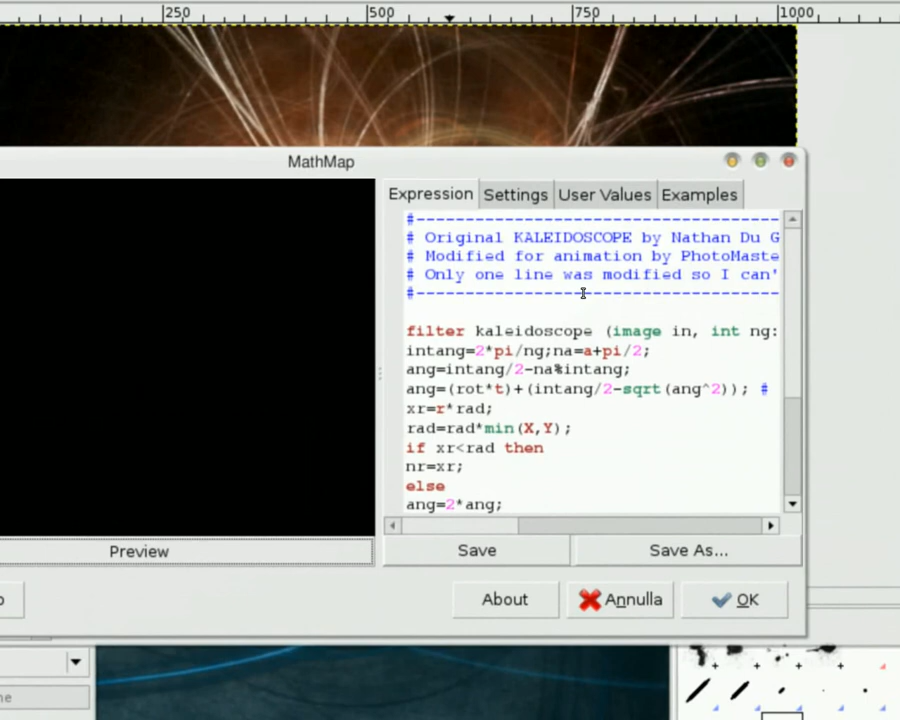 250 500 750 1000
MathMap
Expression Settings User Values Examples
#--------------------------------------------
# Original KALEIDOSCOPE by Nathan Du G
# Modified for animation by PhotoMaste
# Only one line was modified so I can'
#--------------------------------------------
filter kaleidoscope (image in, int ng:
intang=2*pi/ng;na=a+pi/2;
ang=intang/2-na%intang;
ang=(rot*t)+(intang/2-sqrt(ang^2)); #
xr=r*rad;
rad=rad*min(X,Y);
if xr<rad then
nr=xr;
else
ang=2*ang;
Preview Save Save As...
About Annulla OK